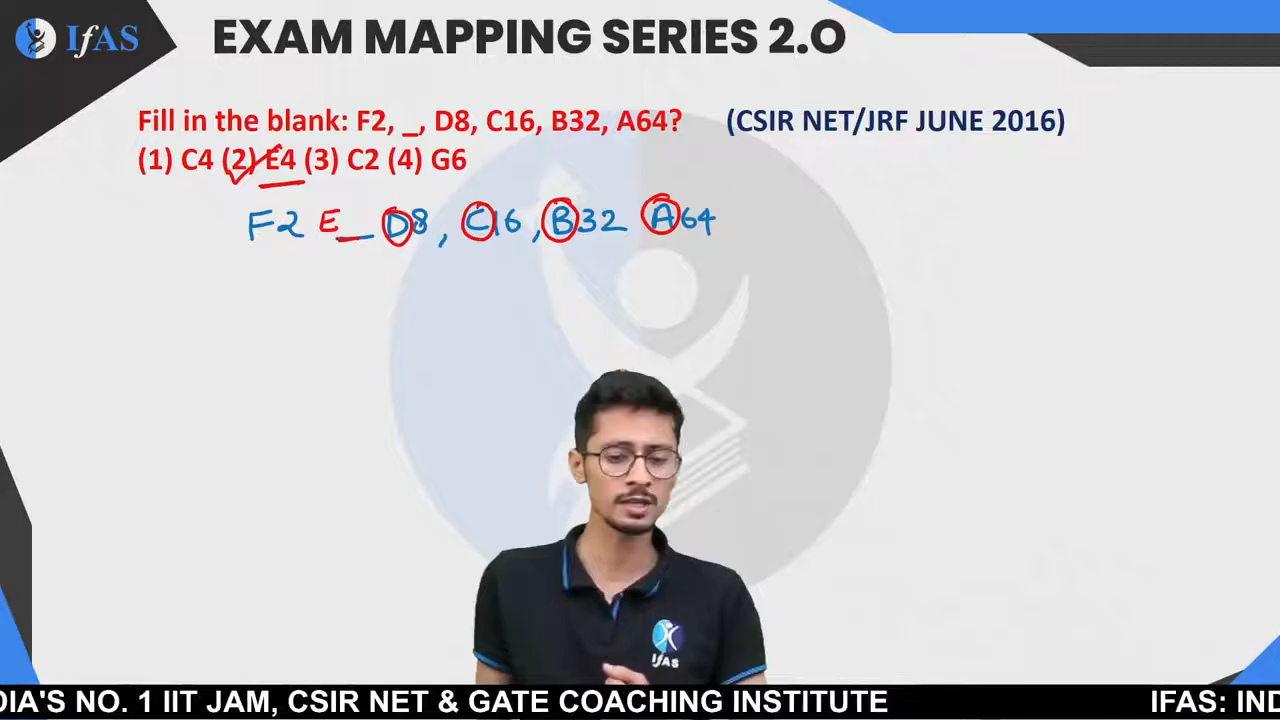 IfAS
EXAM MAPPING SERIES 2.O
Fill in the blank: F2, _, D8, C16, B32, A64? (CSIR NET/JRF JUNE 2016)
(1) C4 (2) E4 (3) C2 (4) G6
F2 E_ D8, C16, B32 A64
IfAS
DIA'S NO. 1 IIT JAM, CSIR NET & GATE COACHING INSTITUTE IFAS: IND